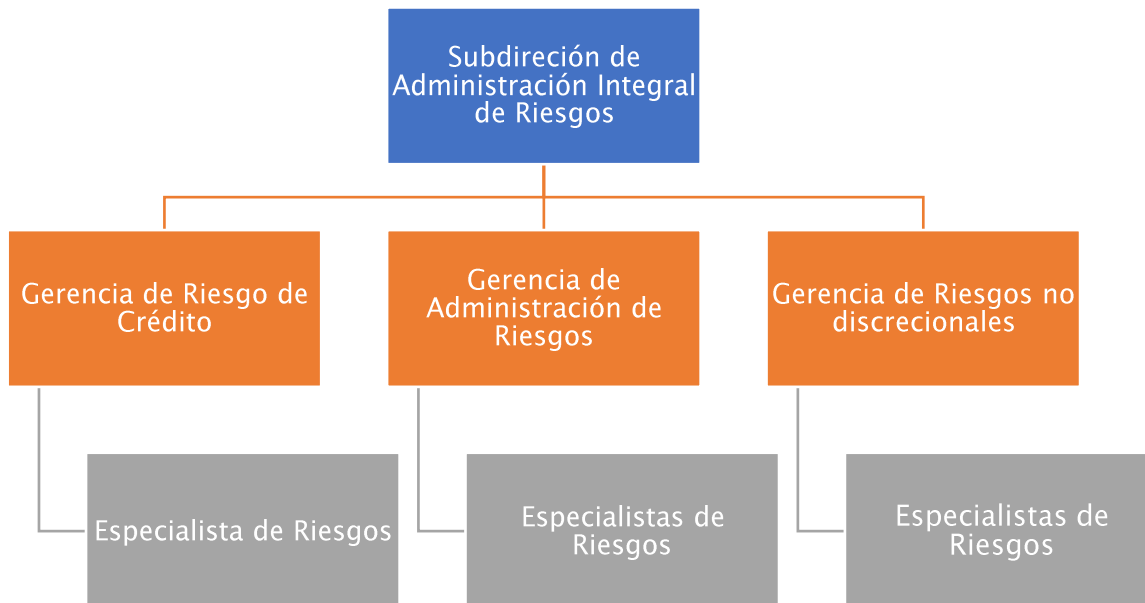 Subdireción de
Administración Integral
de Riesgos
Gerencia de Riesgo de
Crédito
Gerencia de
Administración de
Riesgos
Gerencia de Riesgos no
discrecionales
Especialista de Riesgos
Especialistas de
Riesgos
Especialistas de
Riesgos